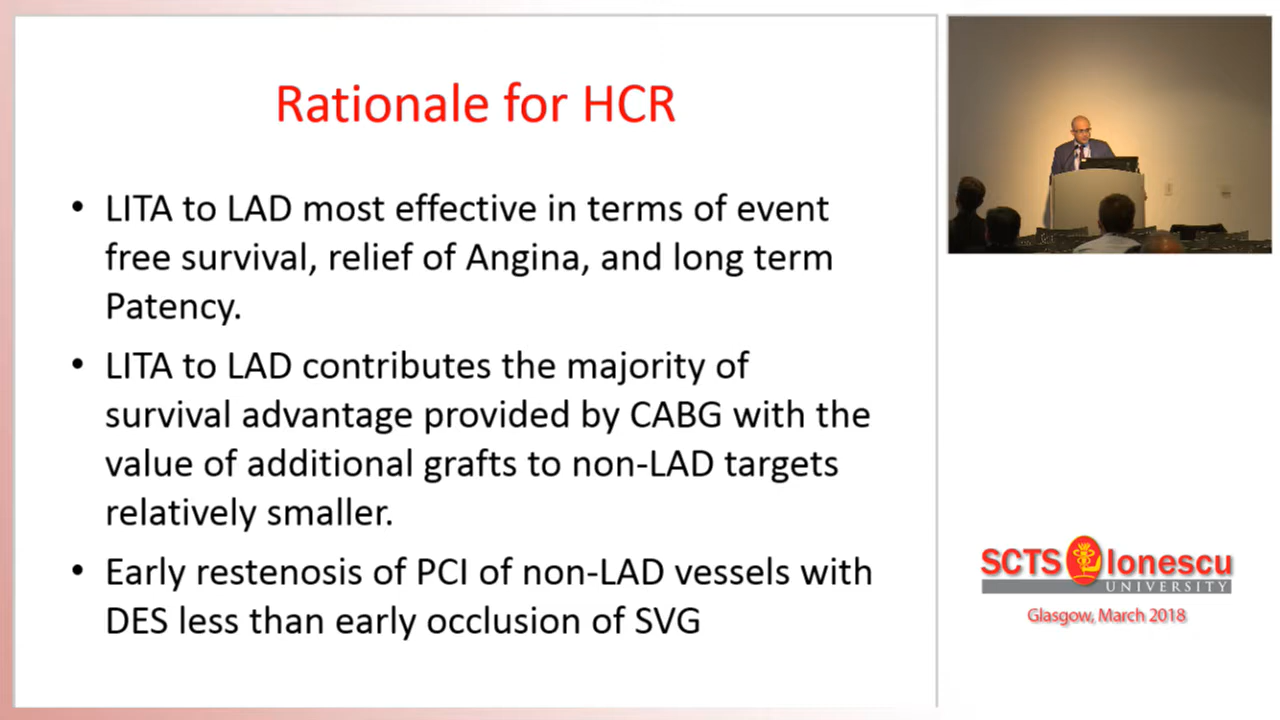 Rationale for HCR
• LITA to LAD most effective in terms of event
free survival, relief of Angina, and long term
Patency.
• LITA to LAD contributes the majority of
survival advantage provided by CABG with the
value of additional grafts to non-LAD targets
relatively smaller.
• Early restenosis of PCI of non-LAD vessels with
DES less than early occlusion of SVG
SCTS Ionescu
UNIVERSITY
Glasgow, March 2018